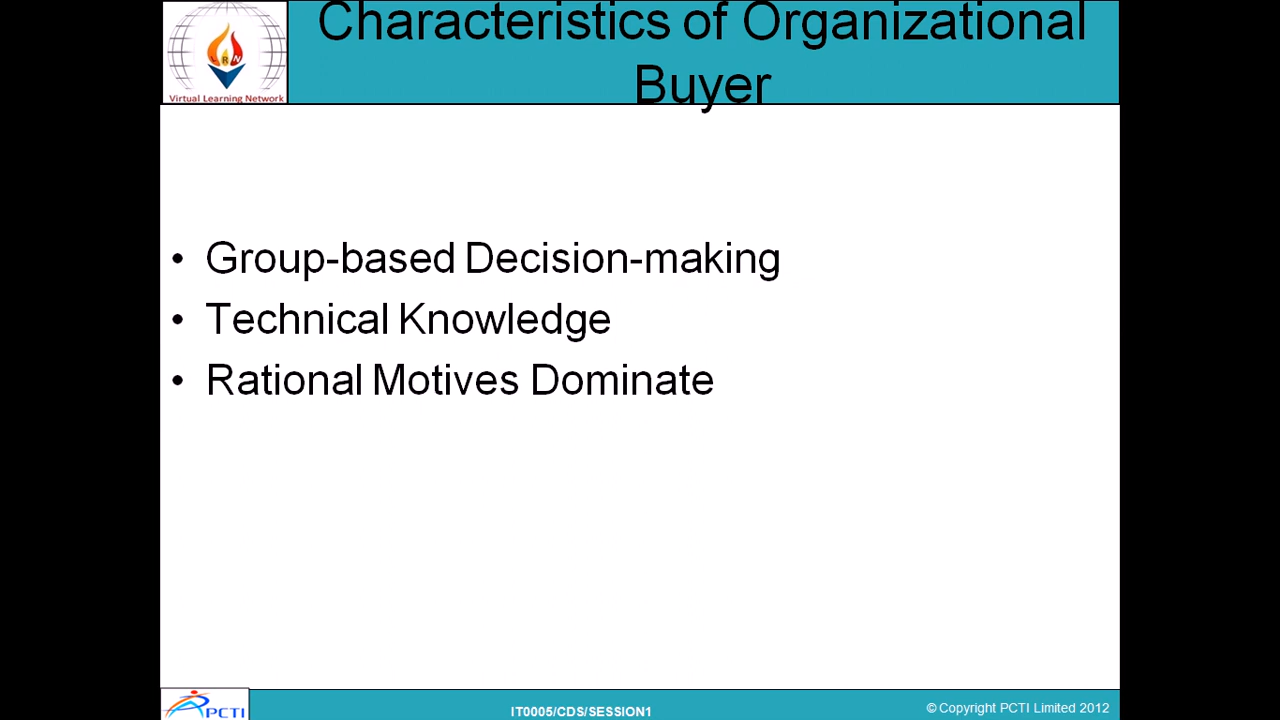 Characteristics of Organizational
Buyer
LRN
Virtual Learning Network
• Group-based Decision-making
• Technical Knowledge
• Rational Motives Dominate
PCTI
IT0005/CDS/SESSION1
© Copyright PCTI Limited 2012